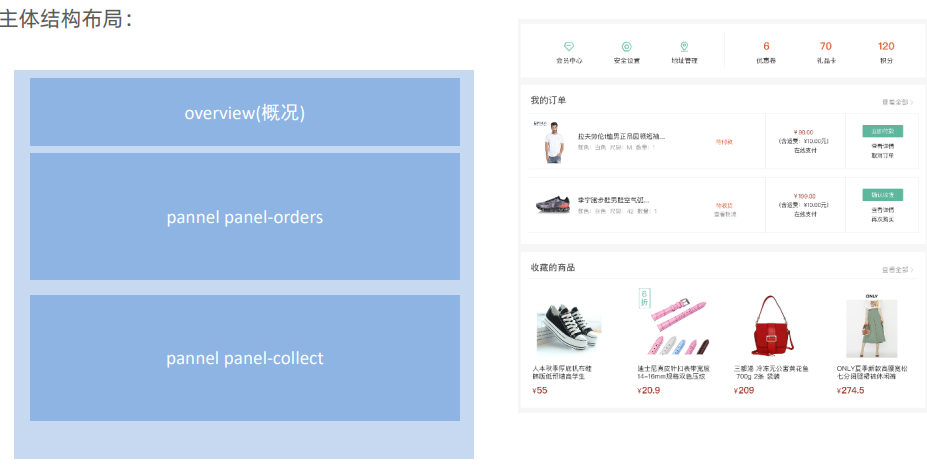 主体结构布局：
overview(概况)
pannel panel-orders
pannel panel-collect
会员中心
安全设置
地址管理
6
优惠券
70
礼品卡
120
积分
我的订单
查看全部 >
拉夫劳伦t恤男正品圆领短袖...
颜色：白色 尺码：M 数量：1
待付款
¥90.00
(含运费：¥10.00元)
在线支付
立即付款
查看详情
取消订单
李宁跑步鞋男鞋空气弧...
颜色：灰色 尺码：42 数量：1
待收货
查看物流
¥199.00
(含运费：¥10.00元)
在线支付
确认收货
查看详情
再次购买
收藏的商品
查看全部 >
6折
ONLY
人本秋季厚底帆布鞋
韩版低帮潮高学生
¥55
迪士尼真皮针扣表带宽度
14-16mm规格双色压纹
¥20.9
三都港 冷冻无公害黄花鱼
700g 2条 袋装
¥209
ONLY夏季新款高腰宽松
七分阔腿裙裤休闲裤
¥274.5